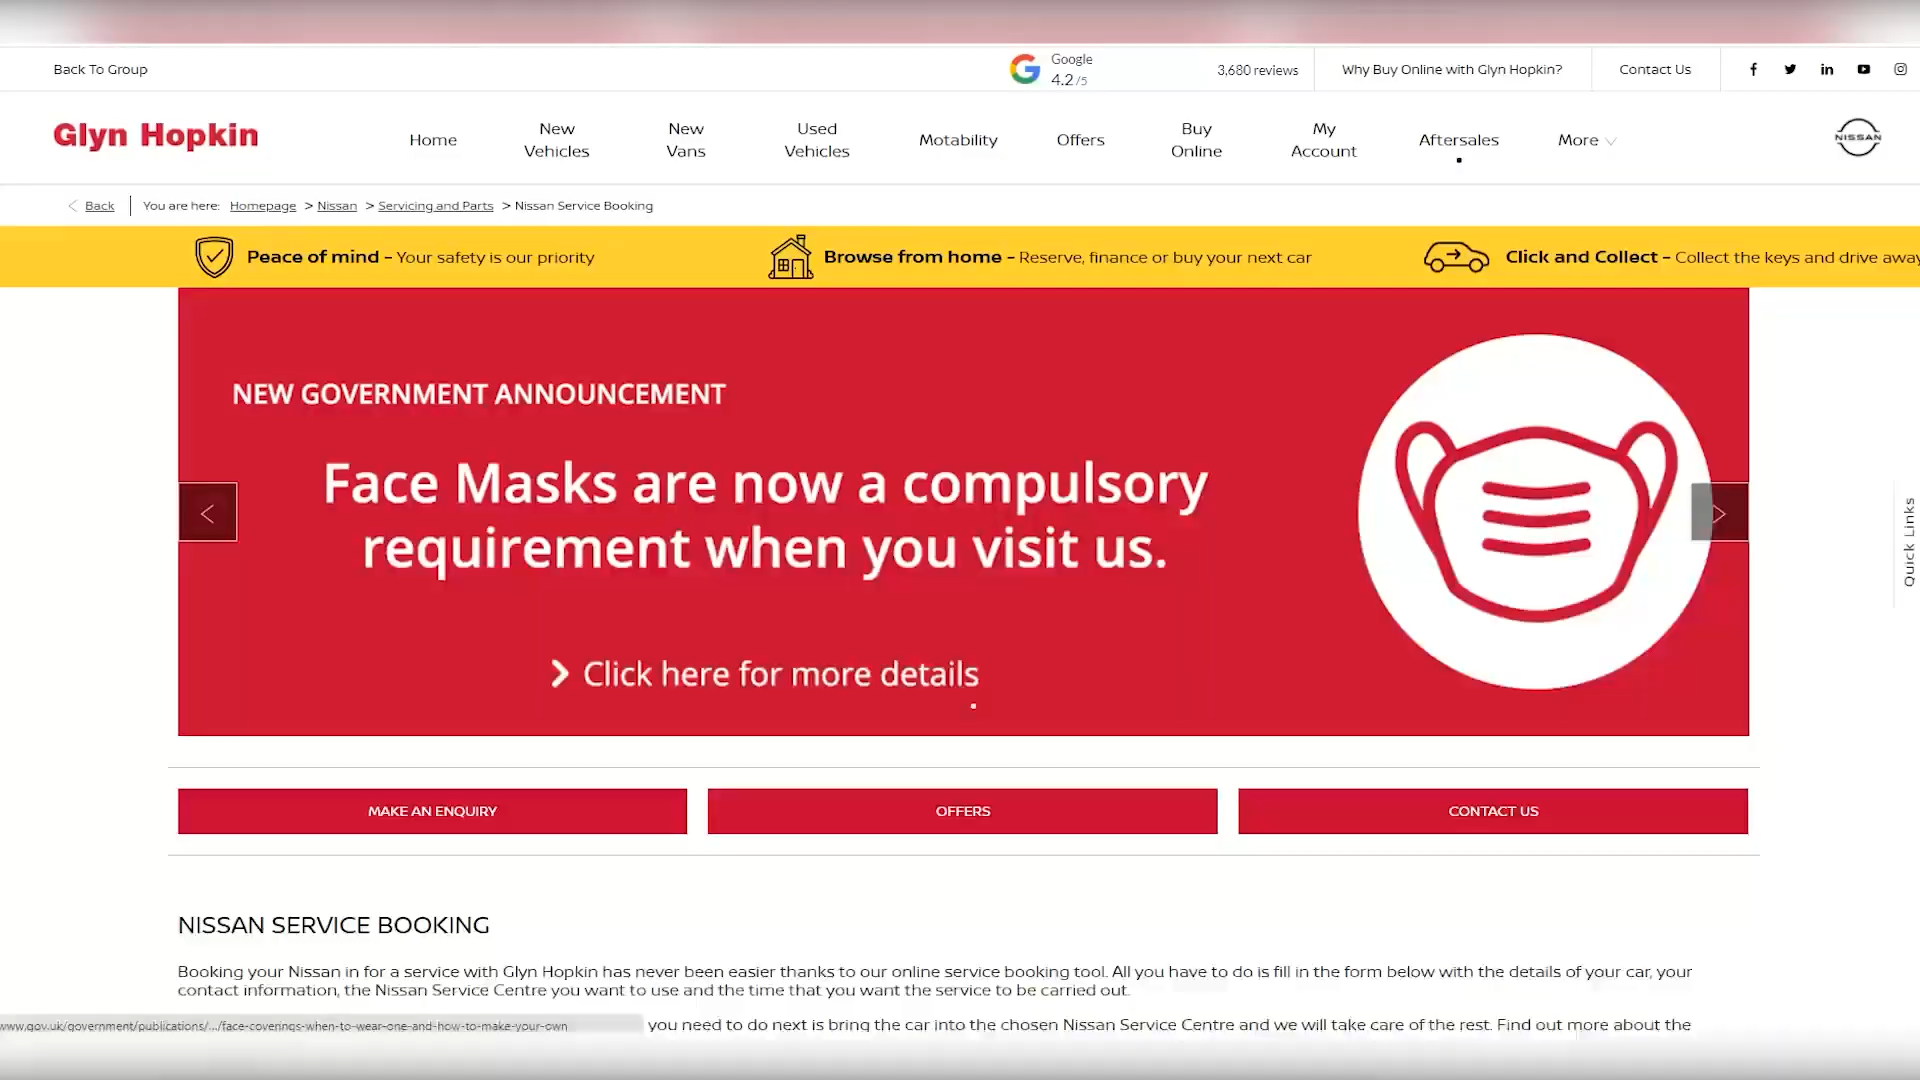 Back To Group
Google
4.2 /5
3,680 reviews
Why Buy Online with Glyn Hopkin?
Contact Us
Glyn Hopkin
Home
New Vehicles
New Vans
Used Vehicles
Motability
Offers
Buy Online
My Account
Aftersales
More
NISSAN
Back
You are here: Homepage > Nissan > Servicing and Parts > Nissan Service Booking
Peace of mind – Your safety is our priority
Browse from home – Reserve, finance or buy your next car
Click and Collect – Collect the keys and drive away
NEW GOVERNMENT ANNOUNCEMENT
Face Masks are now a compulsory
requirement when you visit us.
Click here for more details
Quick Links
MAKE AN ENQUIRY
OFFERS
CONTACT US
NISSAN SERVICE BOOKING
Booking your Nissan in for a service with Glyn Hopkin has never been easier thanks to our online service booking tool. All you have to do is fill in the form below with the details of your car, your
contact information, the Nissan Service Centre you want to use and the time that you want the service to be carried out.
www.gov.uk/government/publications/.../face-coverings-when-to-wear-one-and-how-to-make-your-own
you need to do next is bring the car into the chosen Nissan Service Centre and we will take care of the rest. Find out more about the